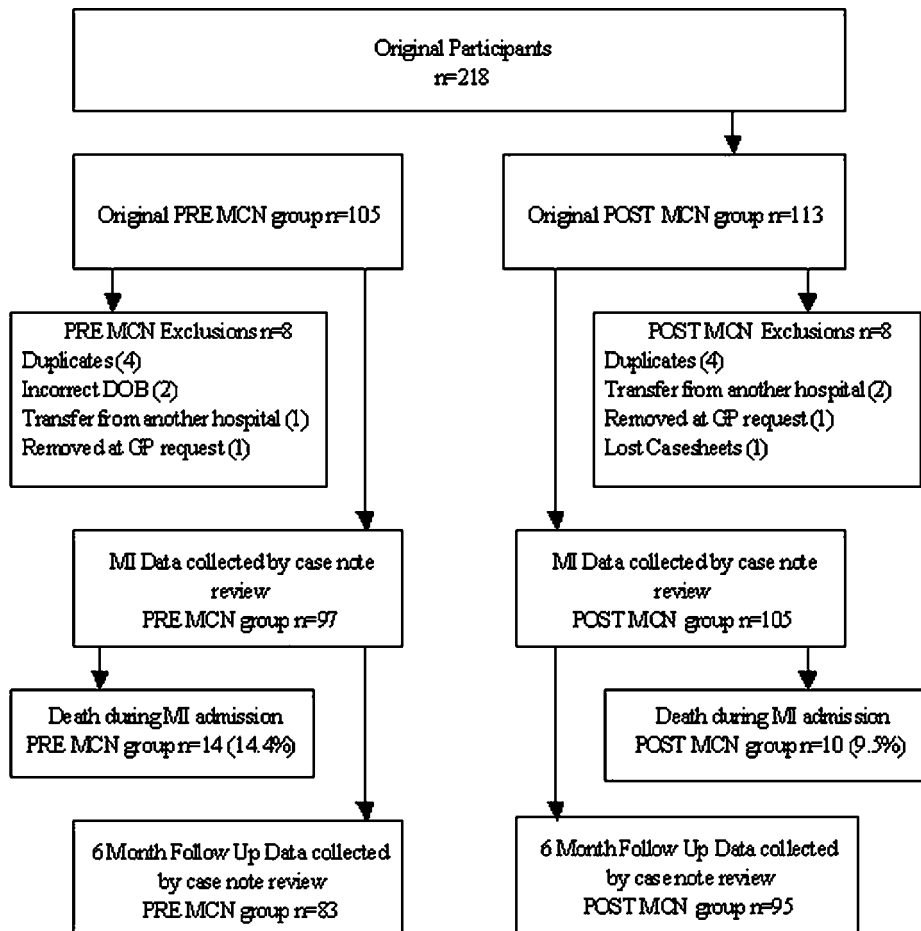 Original Participants
n=218
Original PRE MCN group n=105
Original POST MCN group n=113
PRE MCN Exclusions n=8
Duplicates (4)
Incorrect DOB (2)
Transfer from another hospital (1)
Removed at GP request (1)
POST MCN Exclusions n=8
Duplicates (4)
Transfer from another hospital (2)
Removed at GP request (1)
Lost Casesheets (1)
MI Data collected by case note
review
PRE MCN group n=97
MI Data collected by case note
review
POST MCN group n=105
Death during MI admission
PRE MCN group n=14 (14.4%)
Death during MI admission
POST MCN group n=10 (9.5%)
6 Month Follow Up Data collected
by case note review
PRE MCN group n=83
6 Month Follow Up Data collected
by case note review
POST MCN group n=95